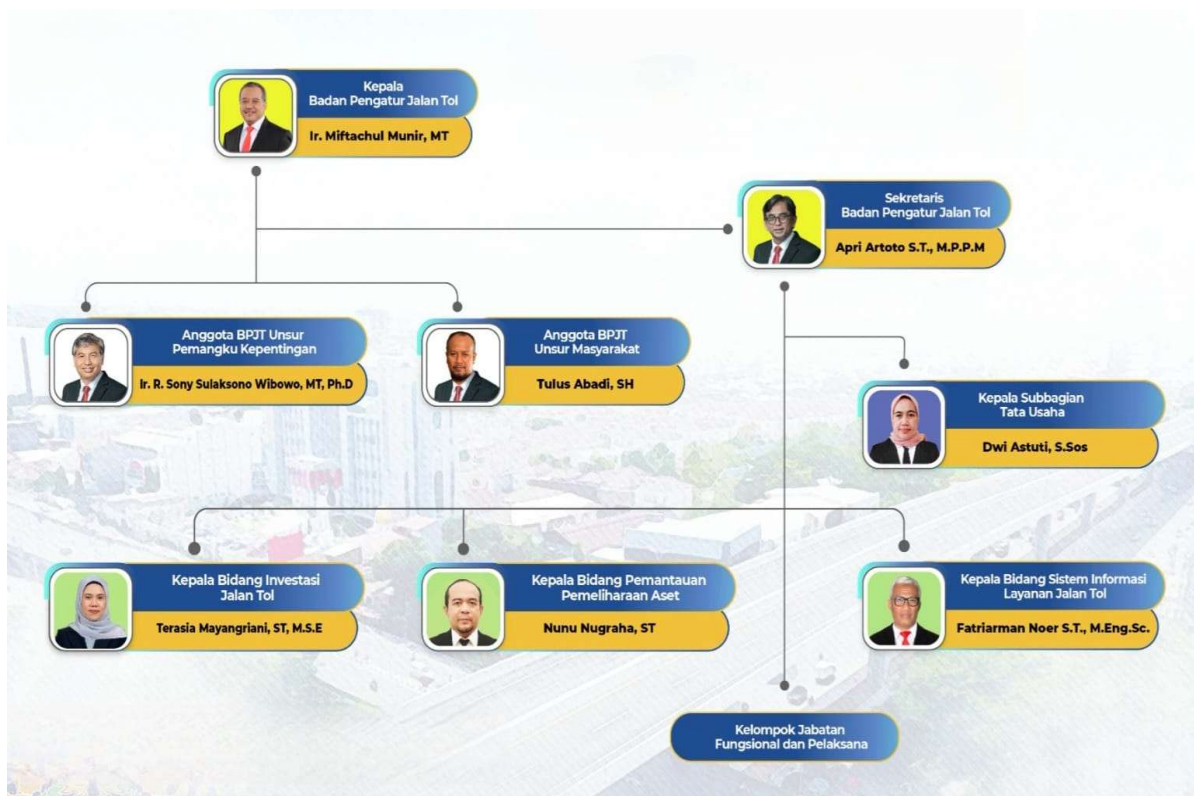 Kepala
Badan Pengatur Jalan Tol
Ir. Miftachul Munir, MT
Sekretaris
Badan Pengatur Jalan Tol
Apri Artoto S.T., M.P.P.M
Anggota BPJT Unsur
Pemangku Kepentingan
Ir. R. Sony Sulaksono Wibowo, MT, Ph.D
Anggota BPJT
Unsur Masyarakat
Tulus Abadi, SH
Kepala Subbagian
Tata Usaha
Dwi Astuti, S.Sos
Kepala Bidang Investasi
Jalan Tol
Terasia Mayangriani, ST, M.S.E
Kepala Bidang Pemantauan
Pemeliharaan Aset
Nunu Nugraha, ST
Kepala Bidang Sistem Informasi
Layanan Jalan Tol
Fatriarman Noer S.T., M.Eng.Sc.
Kelompok Jabatan
Fungsional dan Pelaksana